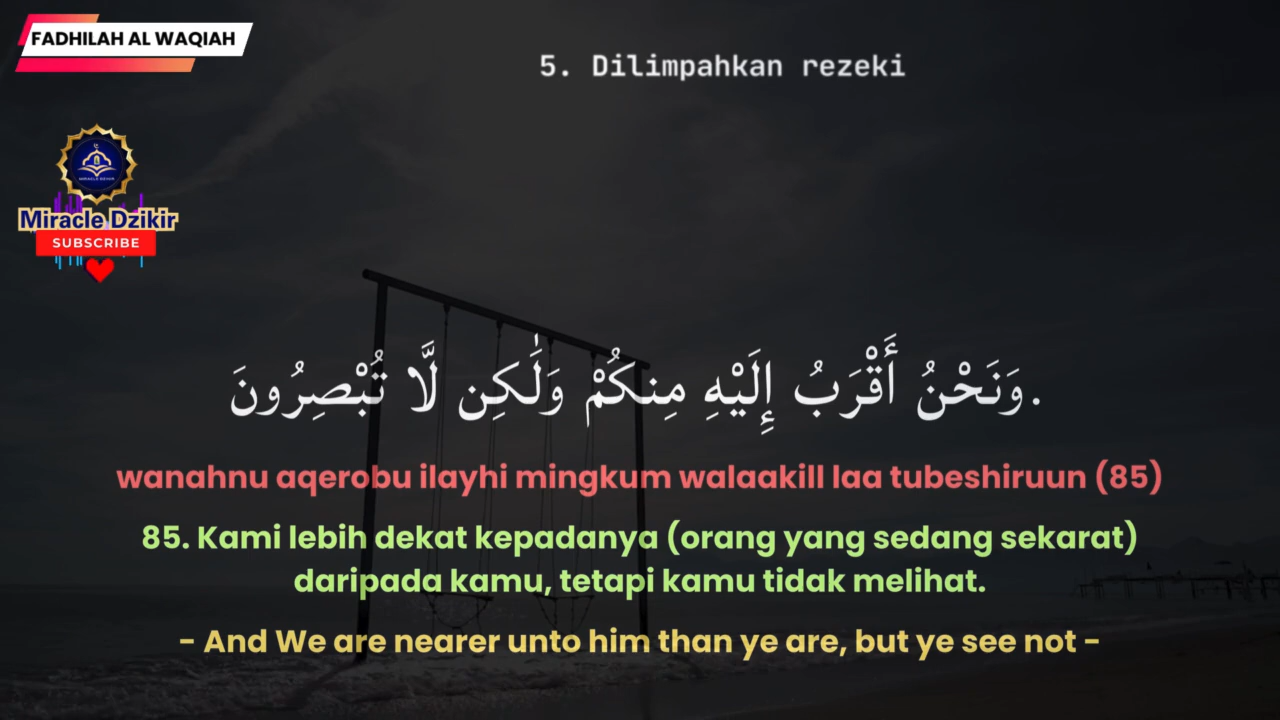 FADHILAH AL WAQIAH
5. Dilimpahkan rezeki
MIRACLE DZIKIR
Miracle Dzikir
SUBSCRIBE
وَنَحْنُ أَقْرَبُ إِلَيْهِ مِنكُمْ وَلَٰكِن لَّا تُبْصِرُونَ.
wanahnu aqerobu ilayhi mingkum walaakill laa tubeshiruun (85)
85. Kami lebih dekat kepadanya (orang yang sedang sekarat)
daripada kamu, tetapi kamu tidak melihat.
- And We are nearer unto him than ye are, but ye see not -